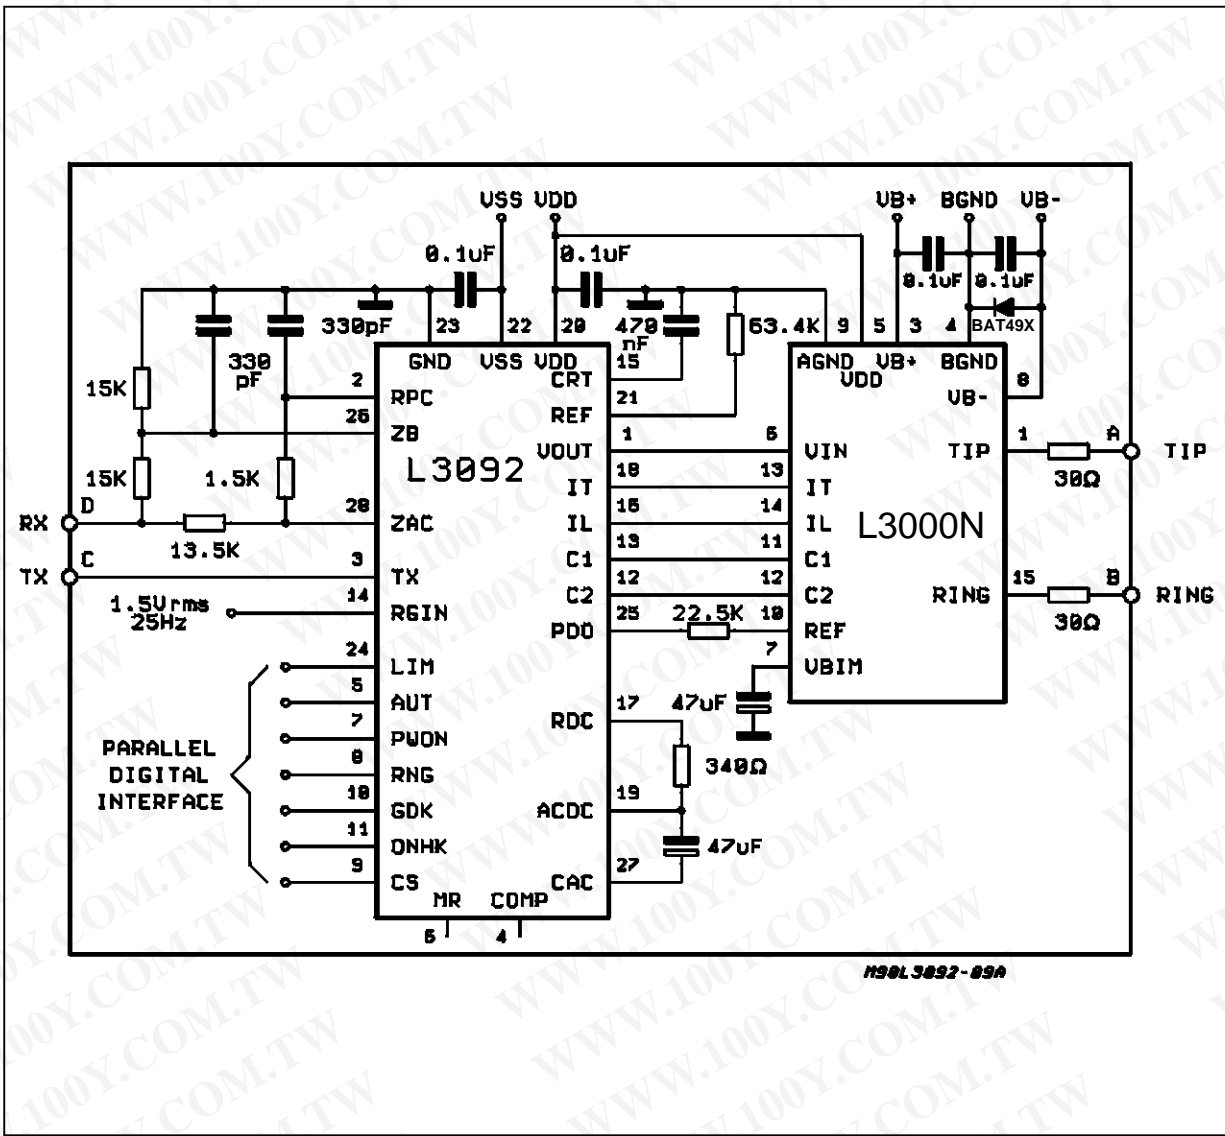 VSS VDD VB+ BGND VB-
0.1uF 0.1uF 0.1uF 0.1uF
330pF 23 22 20 470 nF 63.4K 9 5 3 4 BAT49X
330 pF
GND VSS VDD 15 AGND VDD VB+ BGND 8
15K 2 RPC CRT VB-
26 ZB 21 REF
L3092
VOUT 1 6 VIN TIP 1 A TIP
15K 1.5K IT 18 13 IT 30Ω
RX D 28 ZAC IL 16 14 IL L3000N
13.5K C1 13 11 C1
TX C 3 TX C2 12 12 C2 RING 15 B RING
1.5Vrms 25Hz 14 RGIN PDO 25 22.5K 10 REF 30Ω
24 LIM 7 VBIM
5 AUT 47uF
7 PWON RDC 17
PARALLEL
DIGITAL
INTERFACE
8 RNG 340Ω
10 GDK ACDC 19
11 ONHK 47uF
9 CS CAC 27
MR COMP
6 4
M90L3092-09A
WWW.100Y.COM.TW